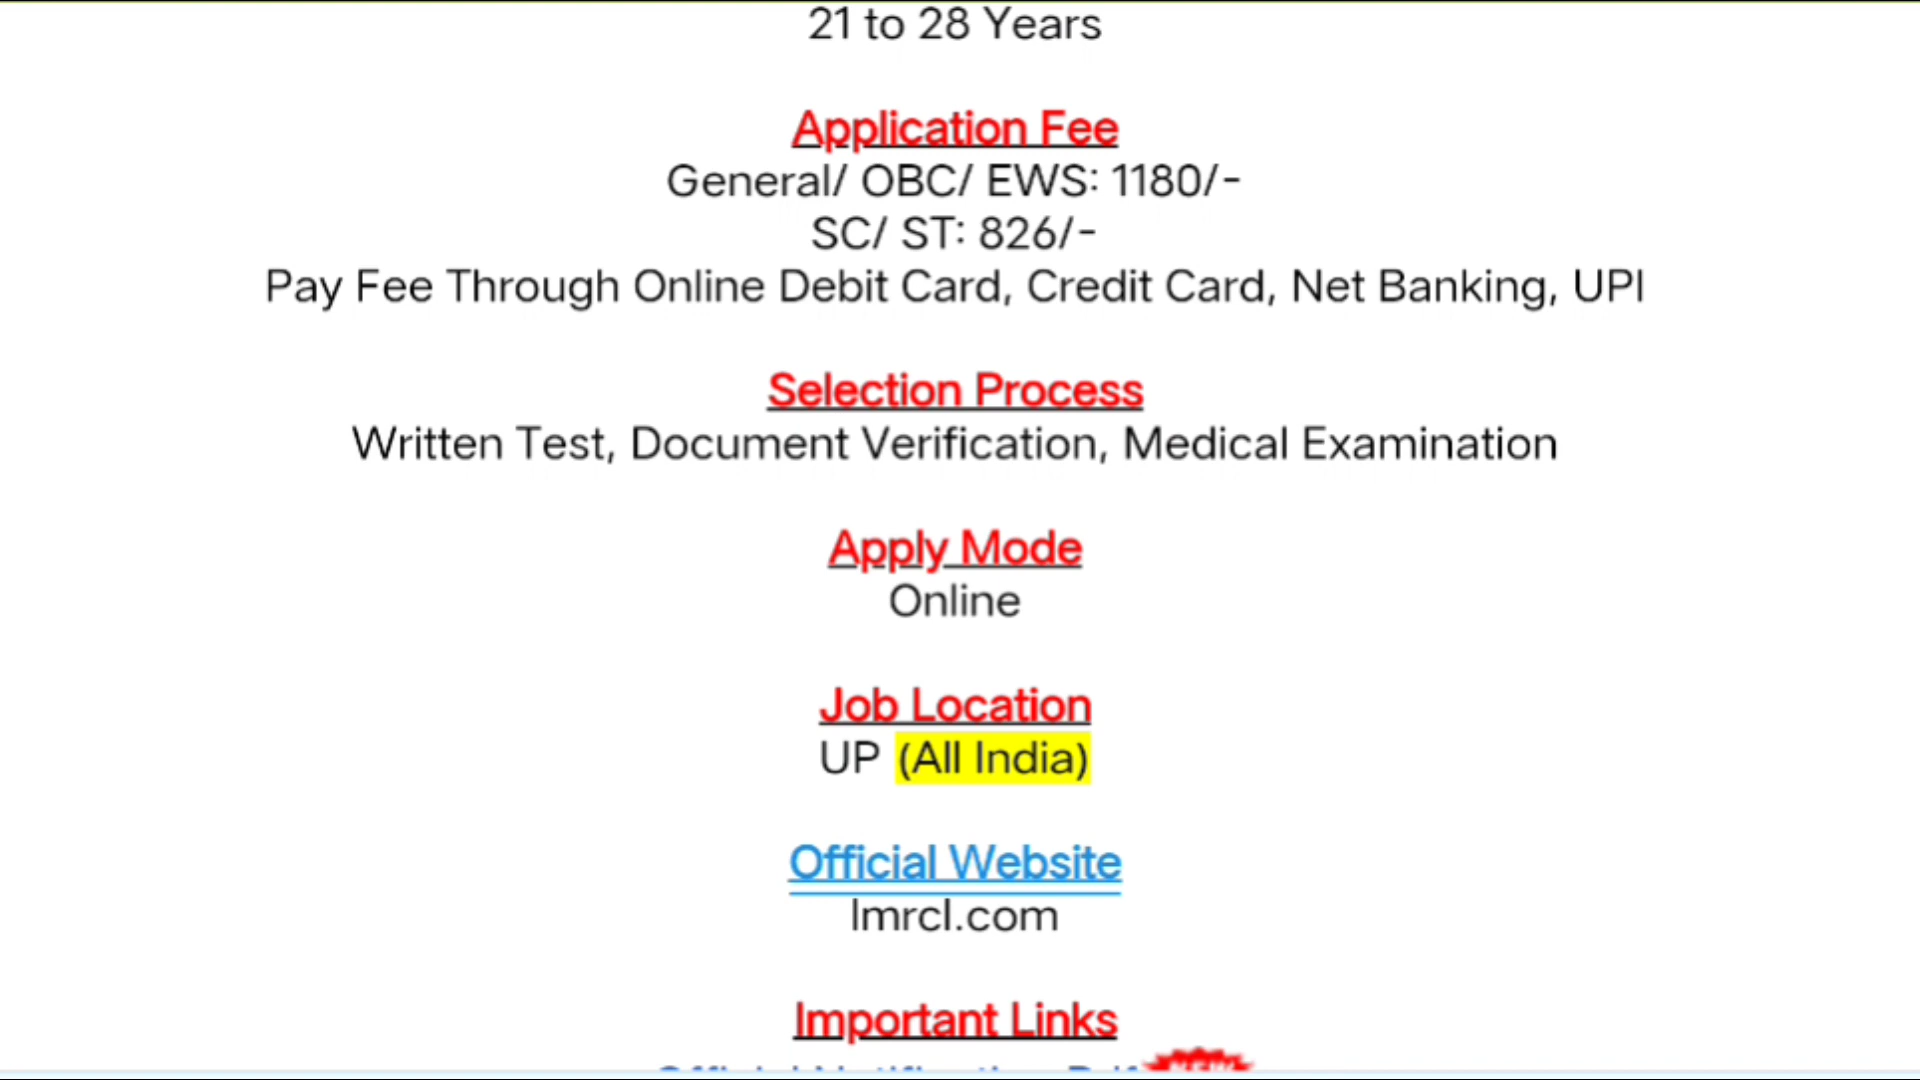 21 to 28 Years
Application Fee
General/ OBC/ EWS: 1180/-
SC/ ST: 826/-
Pay Fee Through Online Debit Card, Credit Card, Net Banking, UPI
Selection Process
Written Test, Document Verification, Medical Examination
Apply Mode
Online
Job Location
UP (All India)
Official Website
lmrcl.com
Important Links